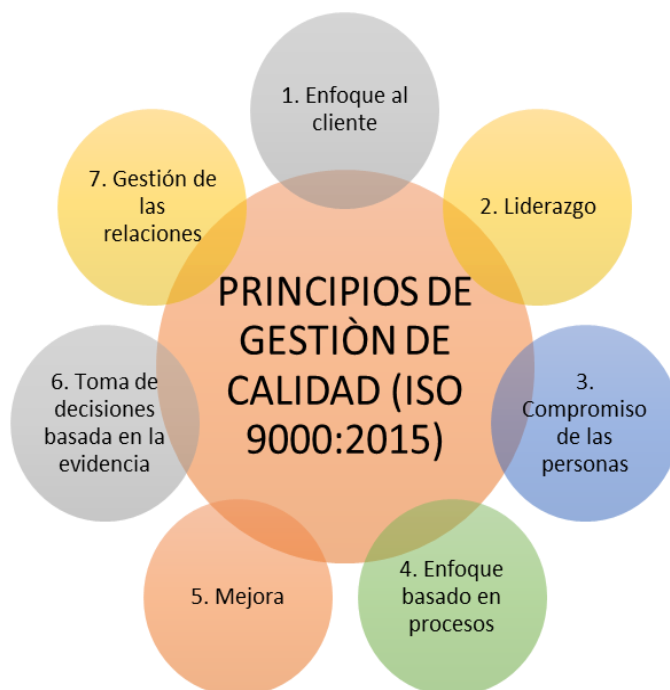 1. Enfoque al
cliente
2. Liderazgo
3.
Compromiso
de las
personas
4. Enfoque
basado en
procesos
5. Mejora
6. Toma de
decisiones
basada en la
evidencia
7. Gestión de
las
relaciones
PRINCIPIOS DE
GESTIÒN DE
CALIDAD (ISO
9000:2015)